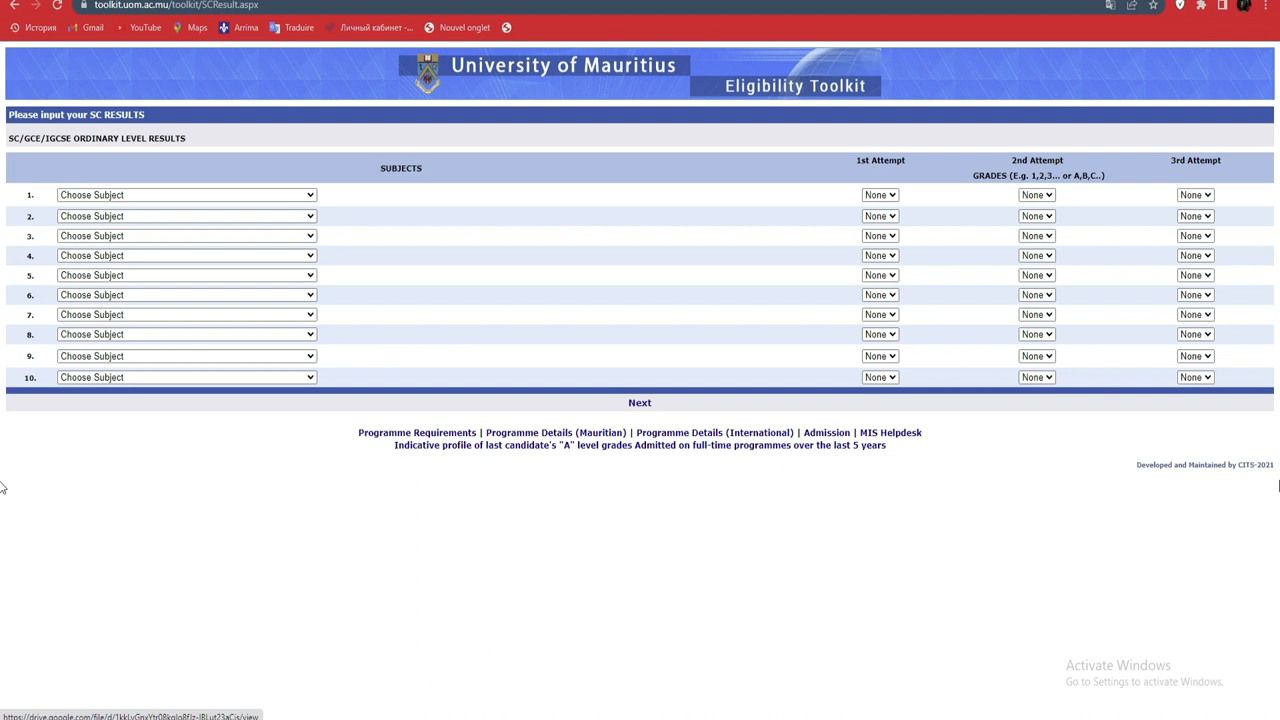 toolkit.uom.ac.mu/toolkit/SCResult.aspx
История Gmail YouTube Maps Arrima Traduire Личный кабинет -... Nouvel onglet
University of Mauritius
Eligibility Toolkit
Please input your SC RESULTS
SC/GCE/IGCSE ORDINARY LEVEL RESULTS
SUBJECTS 1st Attempt 2nd Attempt 3rd Attempt
GRADES (E.g. 1,2,3... or A,B,C..)
1. Choose Subject None None None
2. Choose Subject None None None
3. Choose Subject None None None
4. Choose Subject None None None
5. Choose Subject None None None
6. Choose Subject None None None
7. Choose Subject None None None
8. Choose Subject None None None
9. Choose Subject None None None
10. Choose Subject None None None
Next
Programme Requirements | Programme Details (Mauritian) | Programme Details (International) | Admission | MIS Helpdesk
Indicative profile of last candidate's "A" level grades Admitted on full-time programmes over the last 5 years
Developed and Maintained by CITS-2021
Activate Windows
Go to Settings to activate Windows.